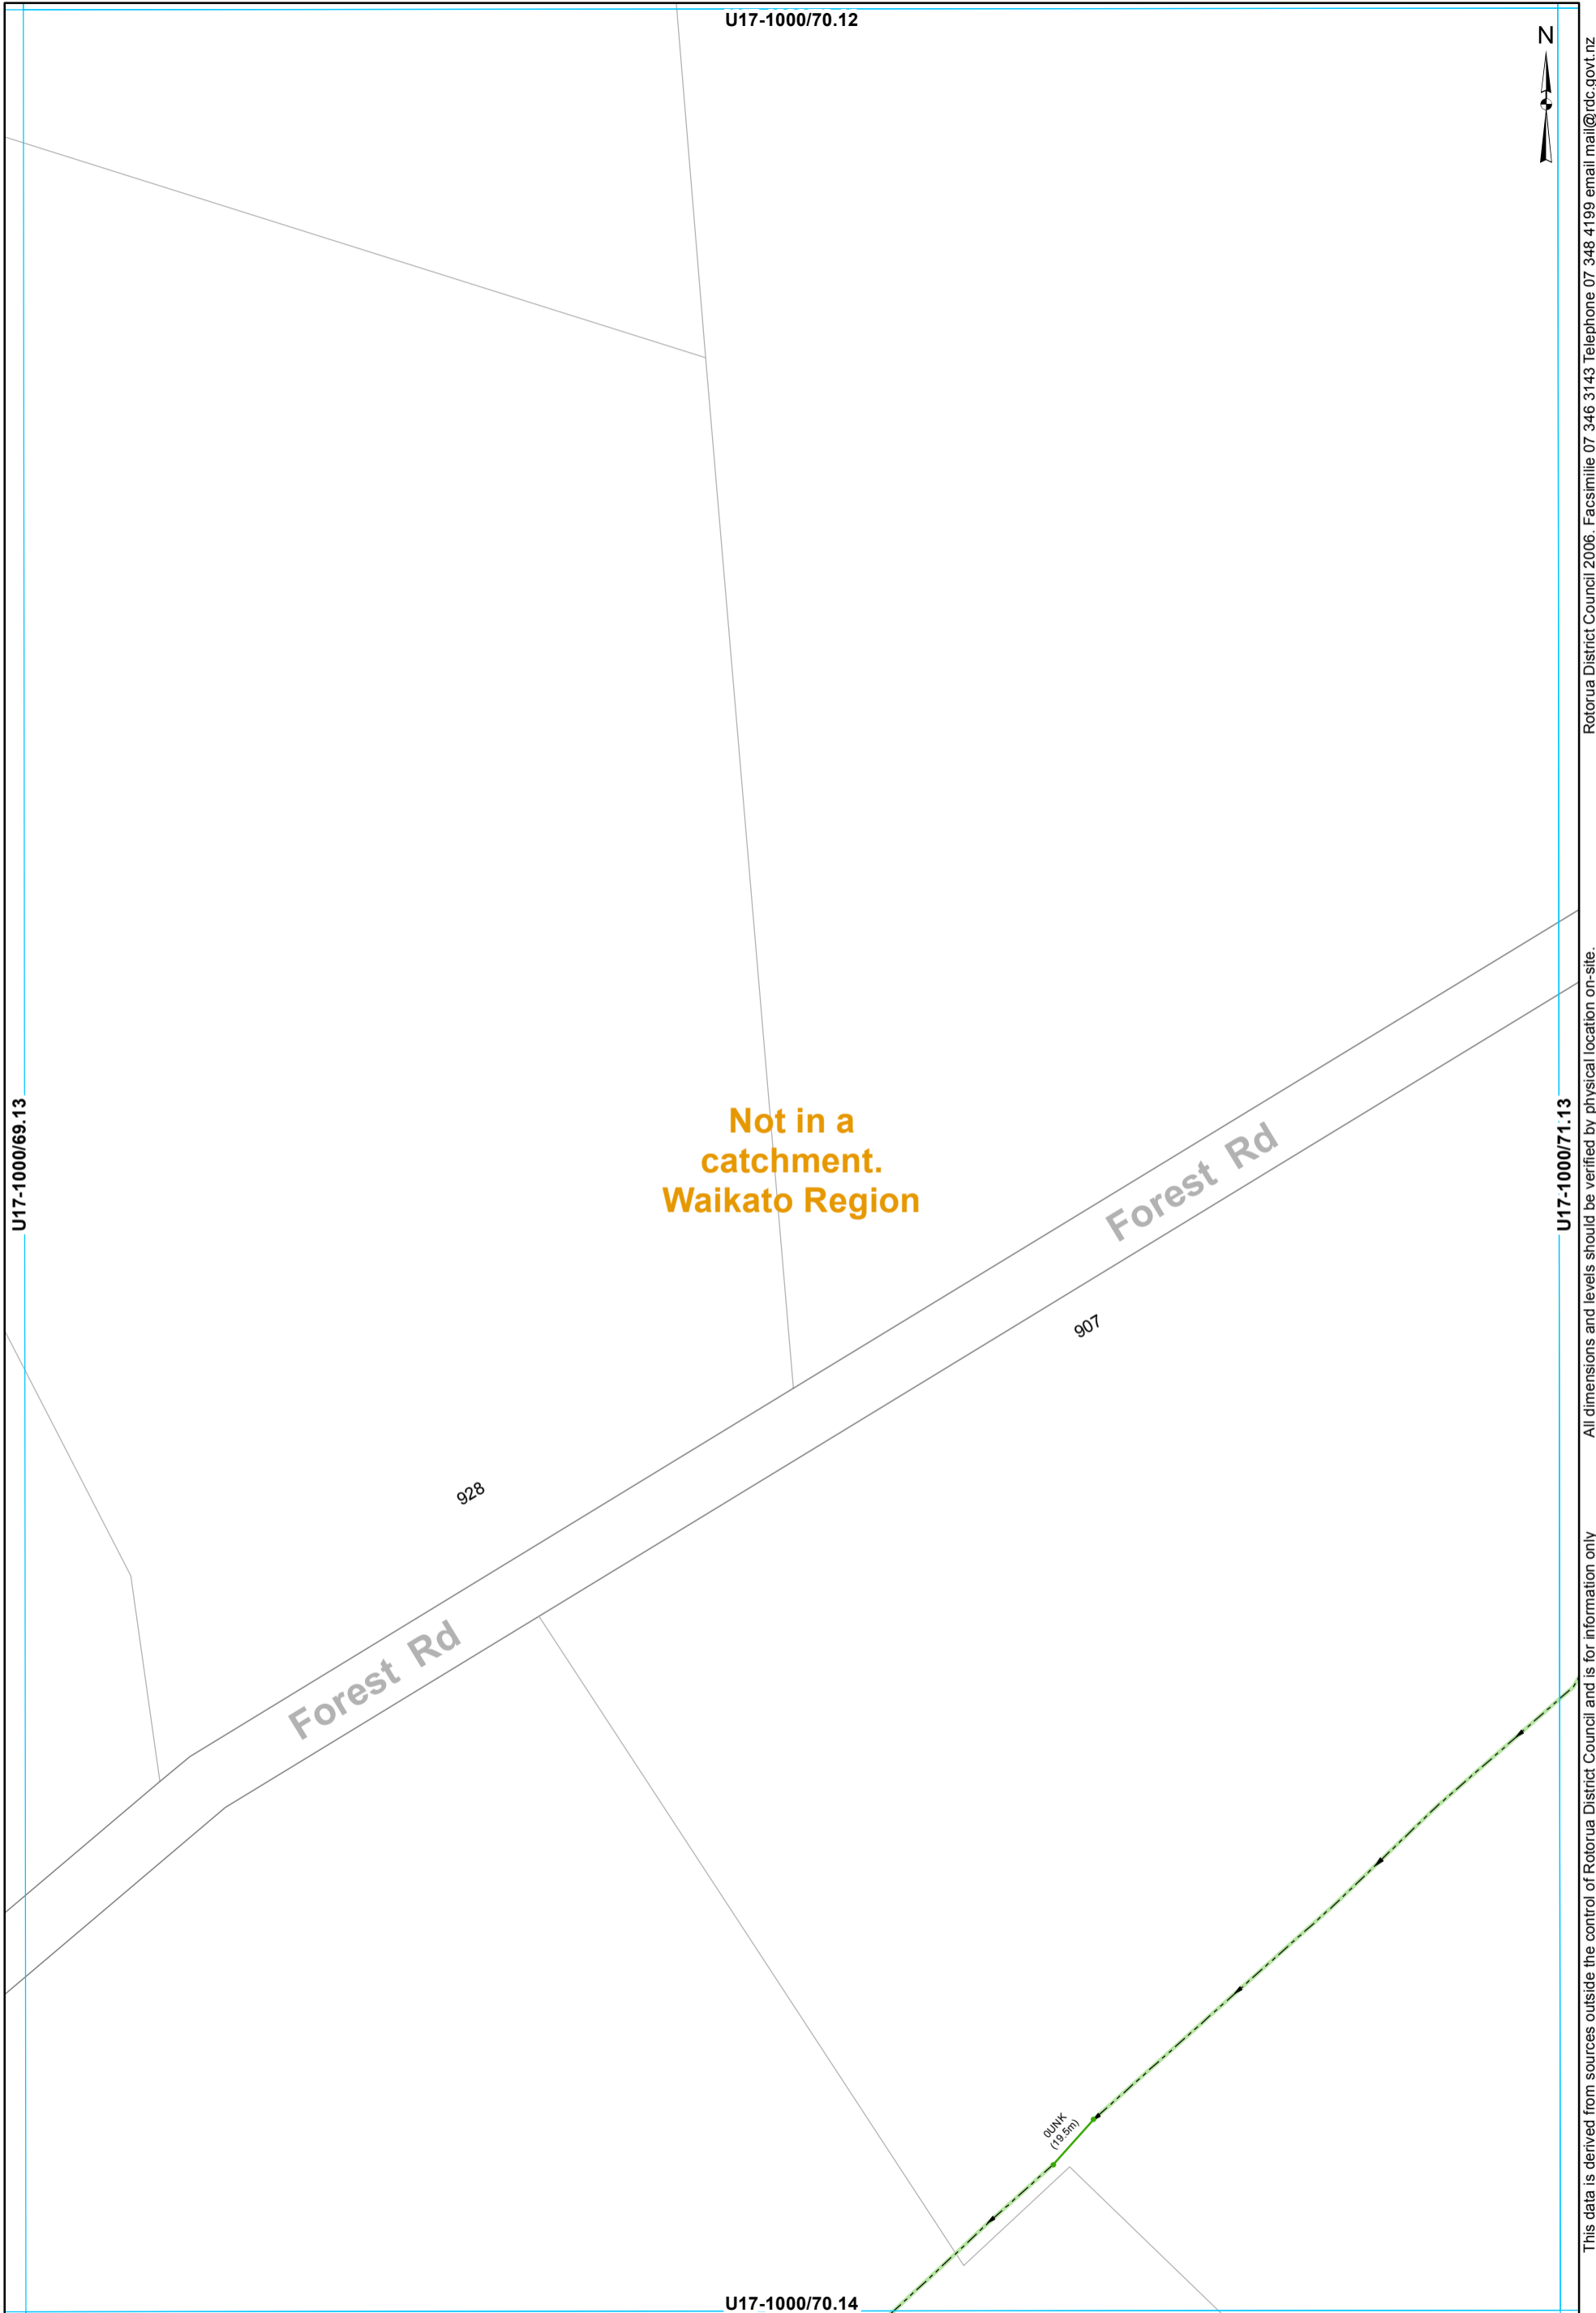 U17-1000/70.12
N
Rotorua District Council 2006. Facsimilie 07 346 3143 Telephone 07 348 4199 email mail@rdc.govt.nz
All dimensions and levels should be verified by physical location on-site.
This data is derived from sources outside the control of Rotorua District Council and is for information only
U17-1000/69.13
U17-1000/71.13
Not in a
catchment.
Waikato Region
Forest Rd
907
928
Forest Rd
0UNK
(19.5m)
U17-1000/70.14